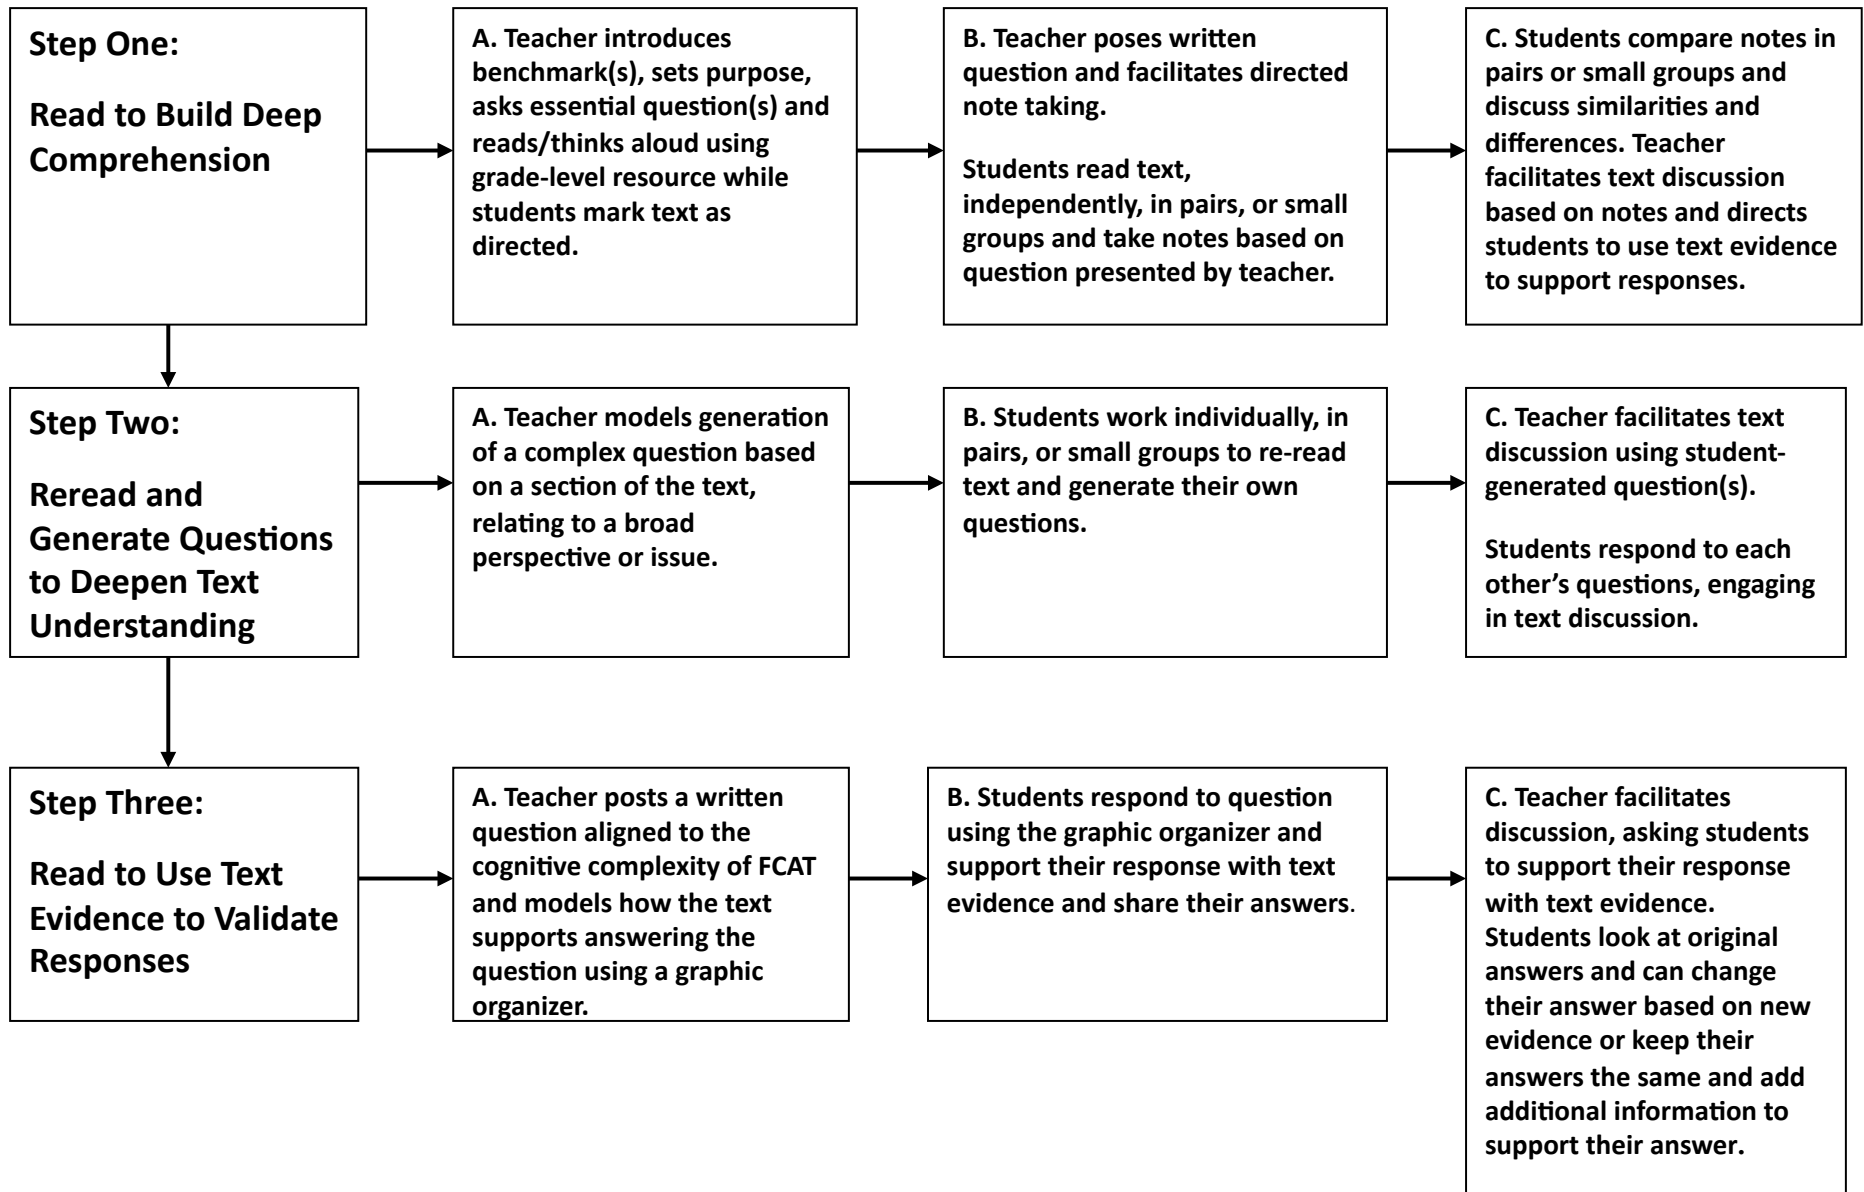 Step One:
Read to Build Deep
Comprehension
A. Teacher introduces
benchmark(s), sets purpose,
asks essential question(s) and
reads/thinks aloud using
grade-level resource while
students mark text as
directed.
B. Teacher poses written
question and facilitates directed
note taking.
Students read text,
independently, in pairs, or small
groups and take notes based on
question presented by teacher.
C. Students compare notes in
pairs or small groups and
discuss similarities and
differences. Teacher
facilitates text discussion
based on notes and directs
students to use text evidence
to support responses.
Step Two:
Reread and
Generate Questions
to Deepen Text
Understanding
A. Teacher models generation
of a complex question based
on a section of the text,
relating to a broad
perspective or issue.
B. Students work individually, in
pairs, or small groups to re-read
text and generate their own
questions.
C. Teacher facilitates text
discussion using student-
generated question(s).
Students respond to each
other’s questions, engaging
in text discussion.
Step Three:
Read to Use Text
Evidence to Validate
Responses
A. Teacher posts a written
question aligned to the
cognitive complexity of FCAT
and models how the text
supports answering the
question using a graphic
organizer.
B. Students respond to question
using the graphic organizer and
support their response with text
evidence and share their answers.
C. Teacher facilitates
discussion, asking students
to support their response
with text evidence.
Students look at original
answers and can change
their answer based on new
evidence or keep their
answers the same and add
additional information to
support their answer.